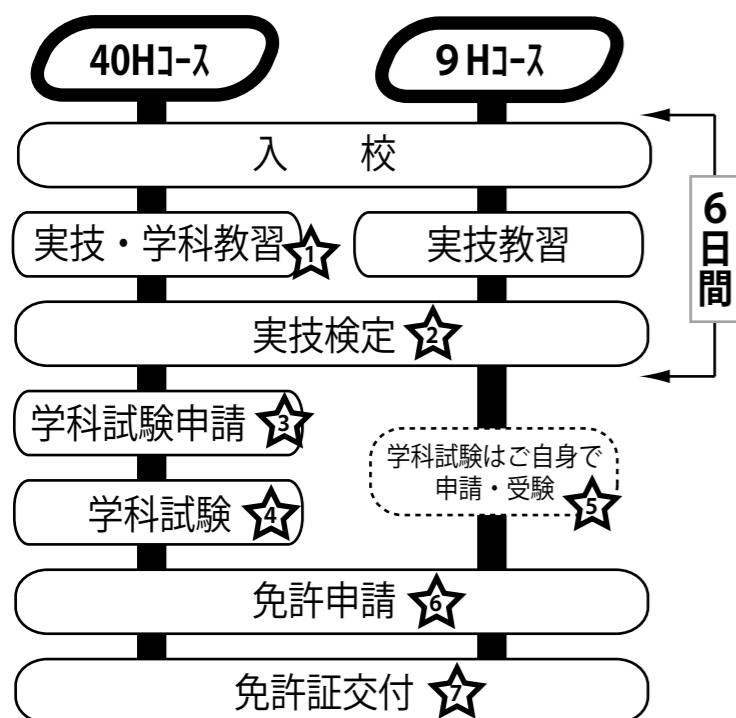 40Hｺｰｽ
9Hｺｰｽ
入 校
6日間
実技・学科教習 1
実技教習
実技検定 2
学科試験申請 3
学科試験はご自身で
申請・受験 5
学科試験 4
免許申請 6
免許証交付 7